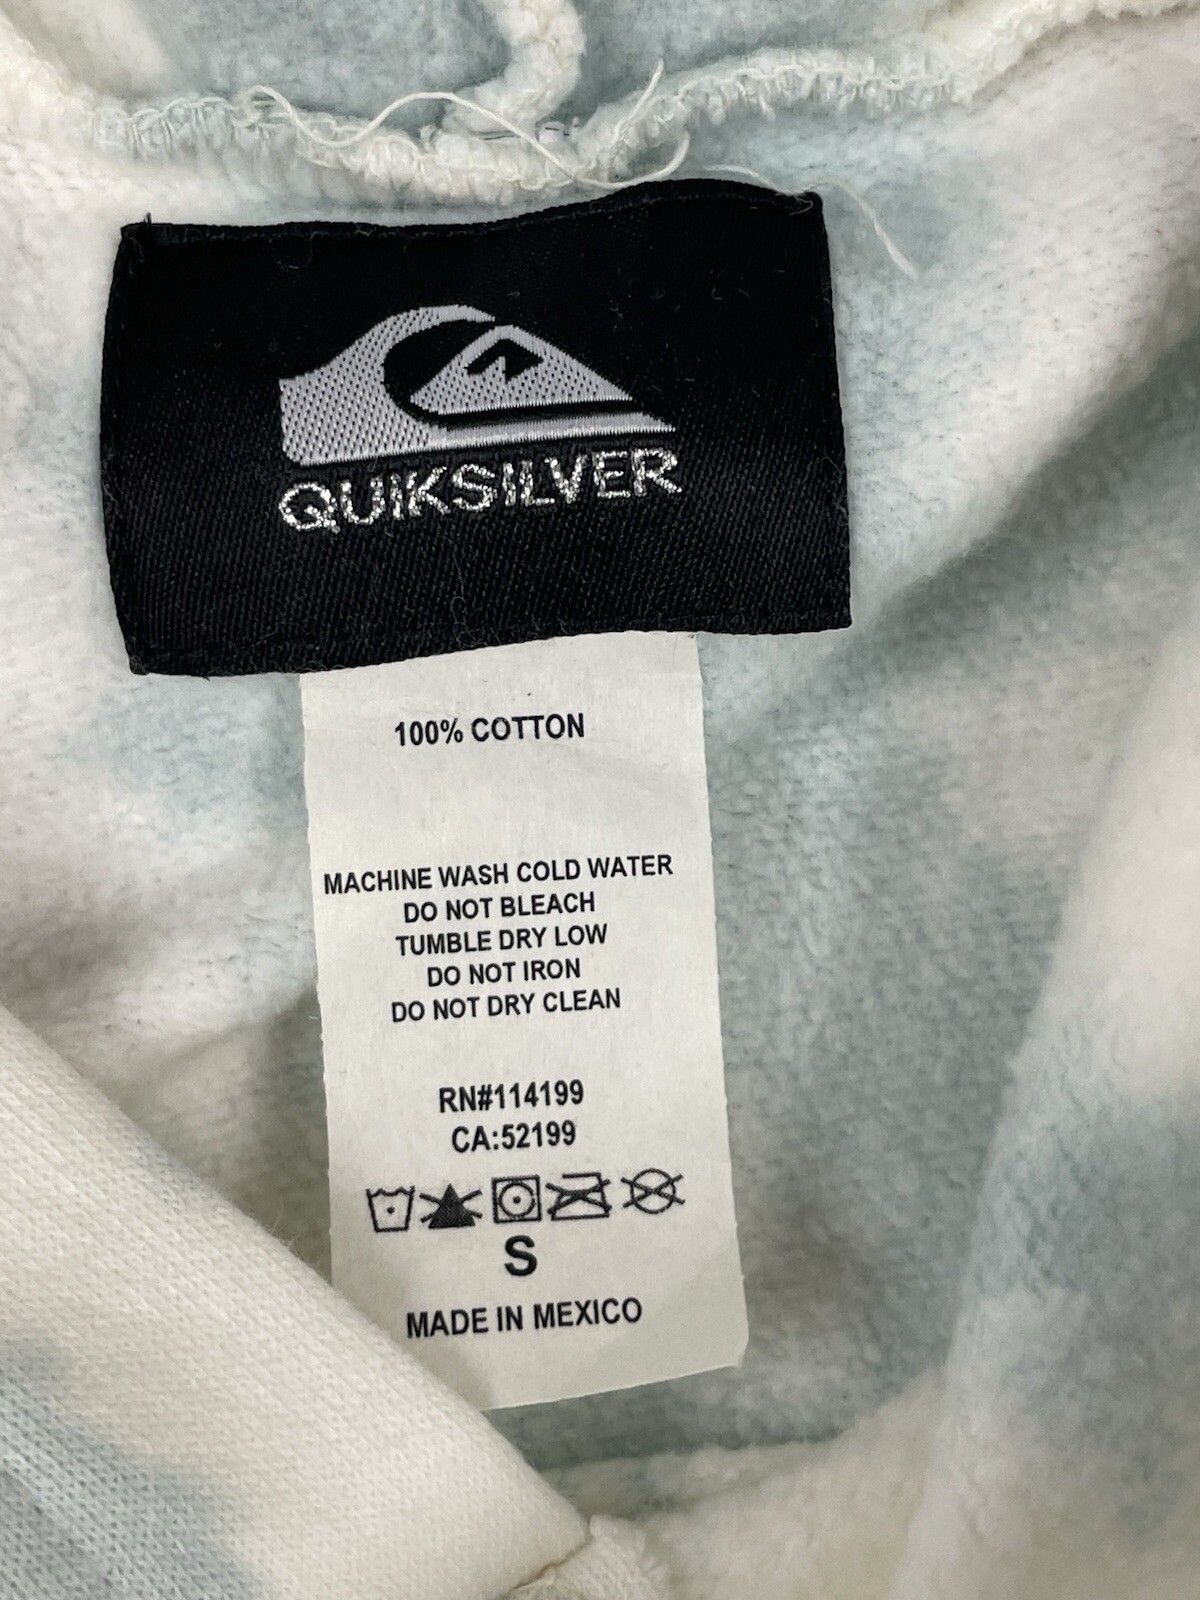 QUIKSILVER
100% COTTON
MACHINE WASH COLD WATER
DO NOT BLEACH
TUMBLE DRY LOW
DO NOT IRON
DO NOT DRY CLEAN
RN#114199
CA:52199
S
MADE IN MEXICO